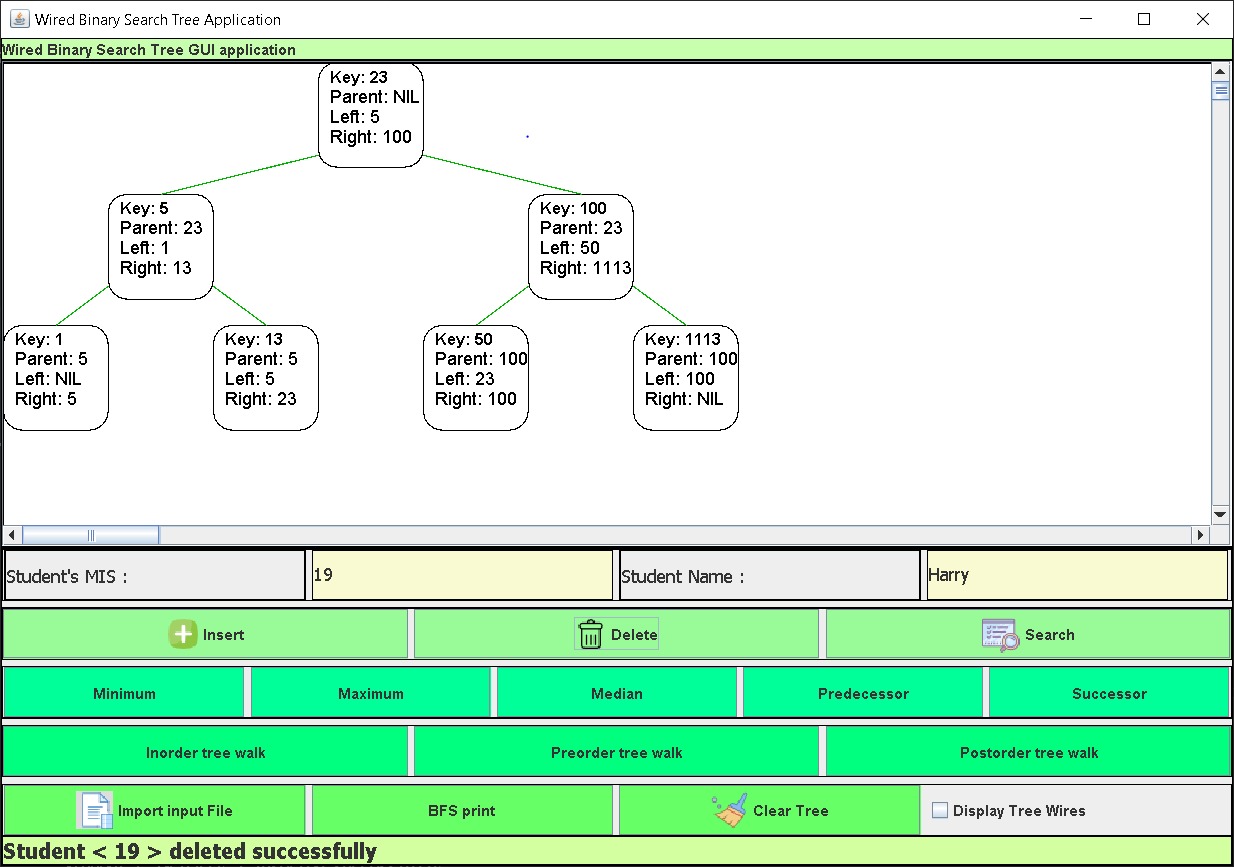 Wired Binary Search Tree Application
Wired Binary Search Tree GUI application
Key: 23
Parent: NIL
Left: 5
Right: 100
Key: 5
Parent: 23
Left: 1
Right: 13
Key: 100
Parent: 23
Left: 50
Right: 1113
Key: 1
Parent: 5
Left: NIL
Right: 5
Key: 13
Parent: 5
Left: 5
Right: 23
Key: 50
Parent: 100
Left: 23
Right: 100
Key: 1113
Parent: 100
Left: 100
Right: NIL
Student's MIS : 19 Student Name : Harry
Insert Delete Search
Minimum Maximum Median Predecessor Successor
Inorder tree walk Preorder tree walk Postorder tree walk
Import input File BFS print Clear Tree Display Tree Wires
Student < 19 > deleted successfully